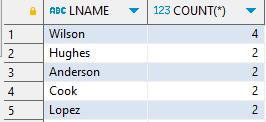 ABC LNAME 123 COUNT(*)
1 Wilson 4
2 Hughes 2
3 Anderson 2
4 Cook 2
5 Lopez 2